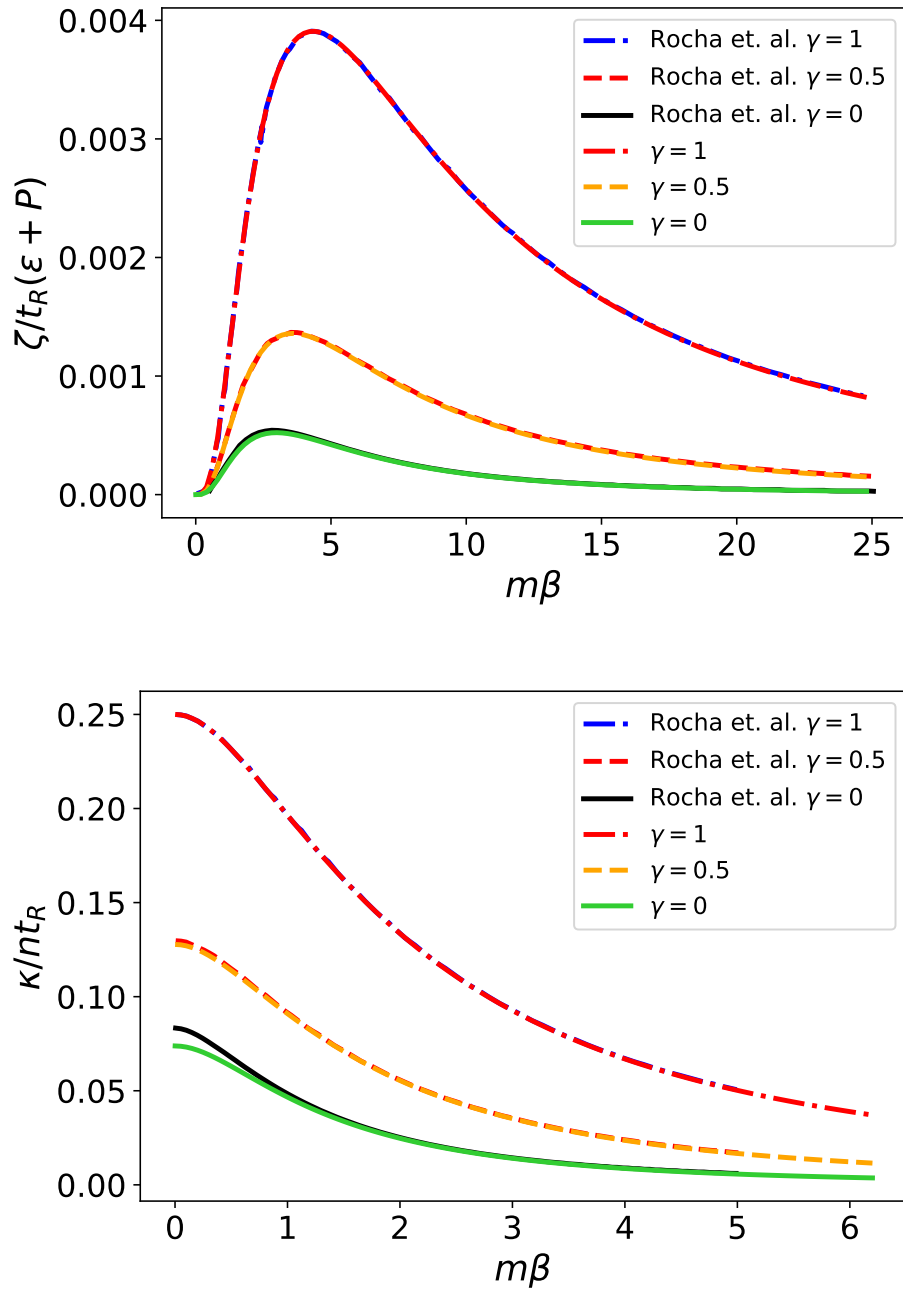 0.004
0.003
0.002
0.001
0.000
ζ/t_R(ε + P)
Rocha et. al. γ = 1
Rocha et. al. γ = 0.5
Rocha et. al. γ = 0
γ = 1
γ = 0.5
γ = 0
0 5 10 15 20 25
mβ
0.25
0.20
0.15
0.10
0.05
0.00
κ/nt_R
Rocha et. al. γ = 1
Rocha et. al. γ = 0.5
Rocha et. al. γ = 0
γ = 1
γ = 0.5
γ = 0
0 1 2 3 4 5 6
mβ